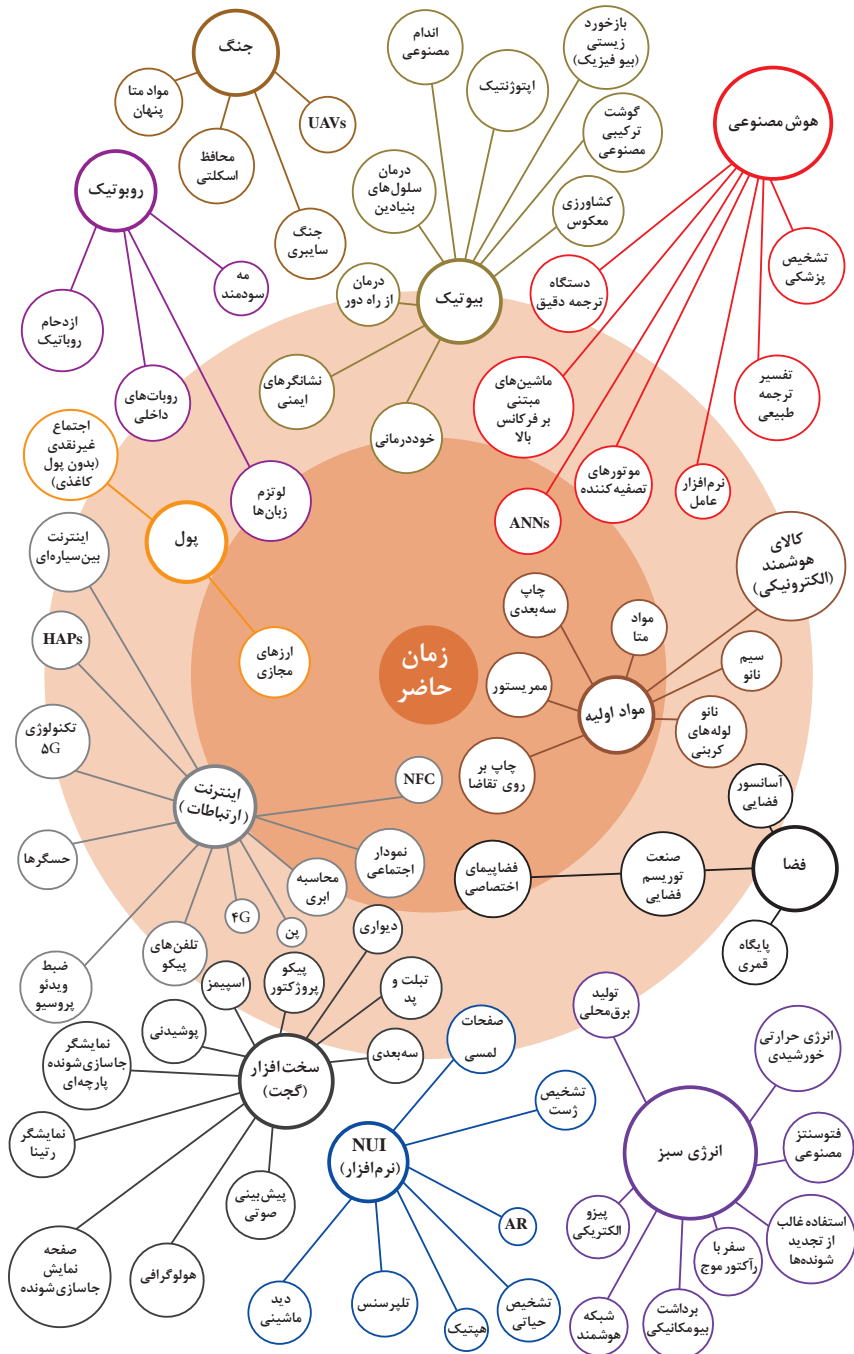 جنگ
مواد متا
پنهان
محافظ
اسکلتی
جنگ
سایبری
UAVs
روبوتیک
ازدحام
روباتیک
روبات‌های
داخلی
لوتزم
زبان‌ها
مه
سودمند
بیوتیک
اندام
مصنوعی
اپتوژنتیک
بازخورد
زیستی
(بیو فیزیک)
گوشت
ترکیبی
مصنوعی
کشاورزی
معکوس
درمان
سلول‌های
بنیادین
درمان
از راه دور
نشانگرهای
ایمنی
خوددرمانی
هوش مصنوعی
تشخیص
پزشکی
تفسیر
ترجمه
طبیعی
نرم‌افزار
عامل
موتورهای
تصفیه‌کننده
ANNs
ماشین‌های
مبتنی
بر فرکانس
بالا
دستگاه
ترجمه دقیق
پول
اجتماع
غیرنقدی
(بدون پول
کاغذی)
ارزهای
مجازی
زمان
حاضر
مواد اولیه
کالای
هوشمند
(الکترونیکی)
مواد
متا
چاپ
سه‌بعدی
ممریستور
چاپ بر
روی تقاضا
سیم
نانو
نانو
لوله‌های
کربنی
فضا
آسانسور
فضایی
صنعت
توریسم
فضایی
فضاپیمای
اختصاصی
پایگاه
قمری
اینترنت
(ارتباطات)
اینترنت
بین‌سیاره‌ای
HAPs
تکنولوژی
۵G
حسگرها
ضبط
ویدئو
پروسیو
تلفن‌های
پیکو
۴G
پن
محاسبه
ابری
نمودار
اجتماعی
NFC
سخت‌افزار
(گجت)
دیواری
پیکو
پروژکتور
اسپیمز
تبلت و
پد
سه‌بعدی
پوشیدنی
نمایشگر
جاسازی‌شونده
پارچه‌ای
نمایشگر
رتینا
صفحه
نمایش
جاسازی‌شونده
هولوگرافی
پیش‌بینی
صوتی
NUI
(نرم‌افزار)
صفحات
لمسی
تشخیص
ژست
AR
تشخیص
حیاتی
هپتیک
تلپرسنس
دید
ماشینی
انرژی سبز
تولید
برق‌محلی
انرژی حرارتی
خورشیدی
فتوسنتز
مصنوعی
استفاده غالب
از تجدید
شونده‌ها
سفر با
رآکتور موج
برداشت
بیومکانیکی
شبکه
هوشمند
پیزو
الکتریکی